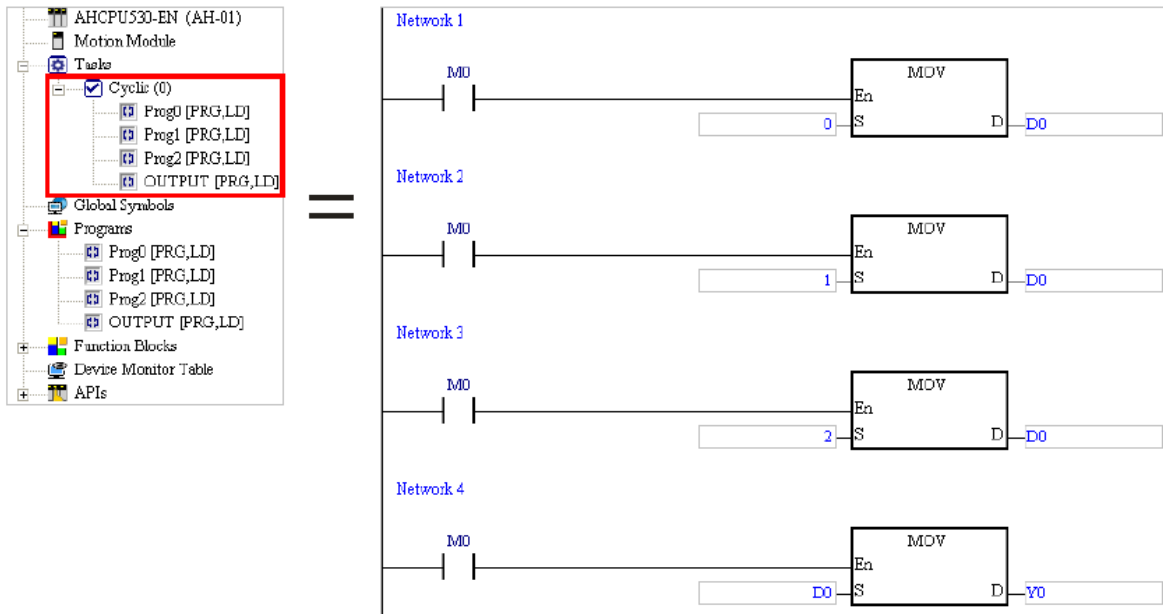 AHCPU530-EN (AH-01)
Motion Module
Tasks
Cyclic (0)
Prog0 [PRG,LD]
Prog1 [PRG,LD]
Prog2 [PRG,LD]
OUTPUT [PRG,LD]
Global Symbols
Programs
Prog0 [PRG,LD]
Prog1 [PRG,LD]
Prog2 [PRG,LD]
OUTPUT [PRG,LD]
Function Blocks
Device Monitor Table
APIs
=
Network 1
M0
MOV
En
0 S D D0
Network 2
M0
MOV
En
1 S D D0
Network 3
M0
MOV
En
2 S D D0
Network 4
M0
MOV
En
D0 S D Y0